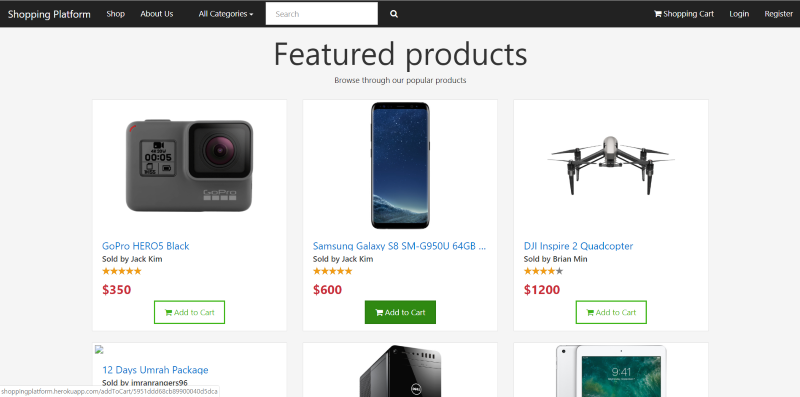 Shopping Platform Shop About Us All Categories Search Shopping Cart Login Register
Featured products
Browse through our popular products
00:05
GoPro
GoPro HERO5 Black
Sold by Jack Kim
$350
Add to Cart
Samsung Galaxy S8 SM-G950U 64GB ...
Sold by Jack Kim
$600
Add to Cart
DJI Inspire 2 Quadcopter
Sold by Brian Min
$1200
Add to Cart
12 Days Umrah Package
Sold by imranrangers96
DELL
shoppingplatform.herokuapp.com/addToCart/5951ddd68cb89900040d5dca